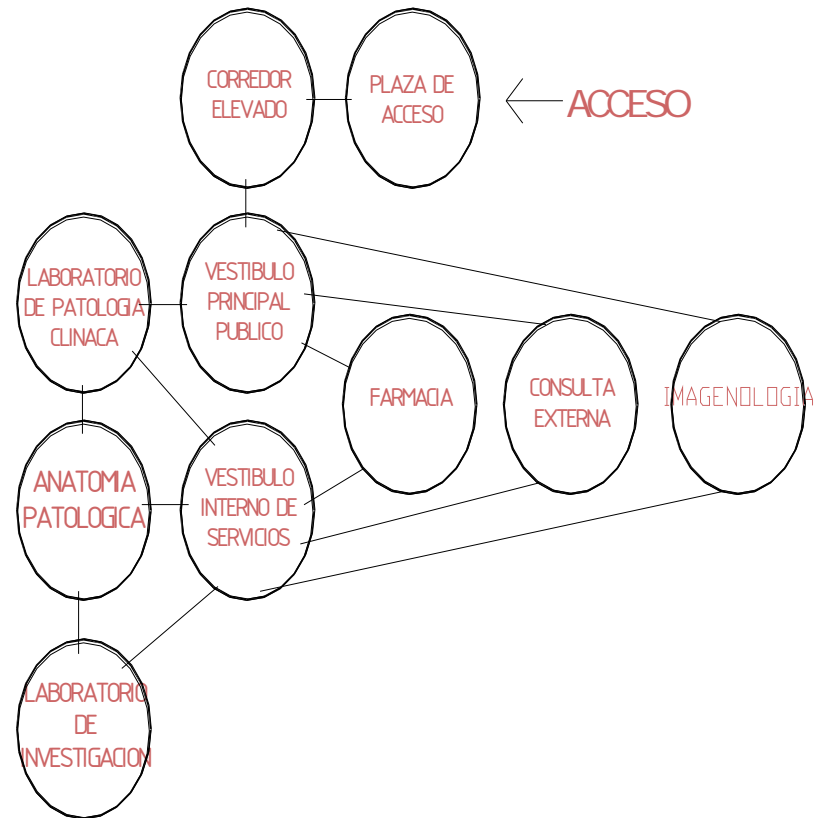 CORREDOR
ELEVADO
PLAZA DE
ACCESO
ACCESO
LABORATORIO
DE PATOLOGIA
CLINACA
VESTIBULO
PRINCIPAL
PUBLICO
FARMACIA
CONSULTA
EXTERNA
IMAGENOLOGIA
ANATOMIA
PATOLOGICA
VESTIBULO
INTERNO DE
SERVICIOS
LABORATORIO
DE
INVESTIGACION